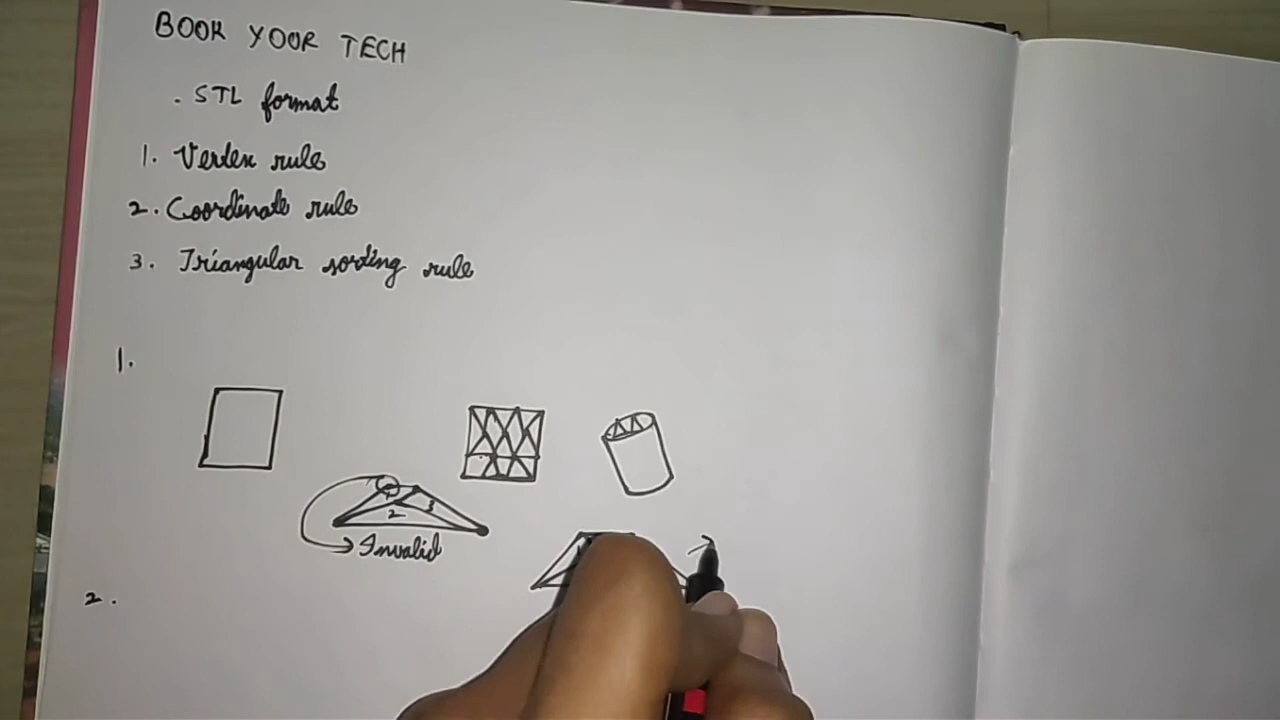 BOOK YOOR TECH
. STL format
1. Vertex rule
2. Coordinate rule
3. Triangular sorting rule
1.
2
3
Invalid
2.